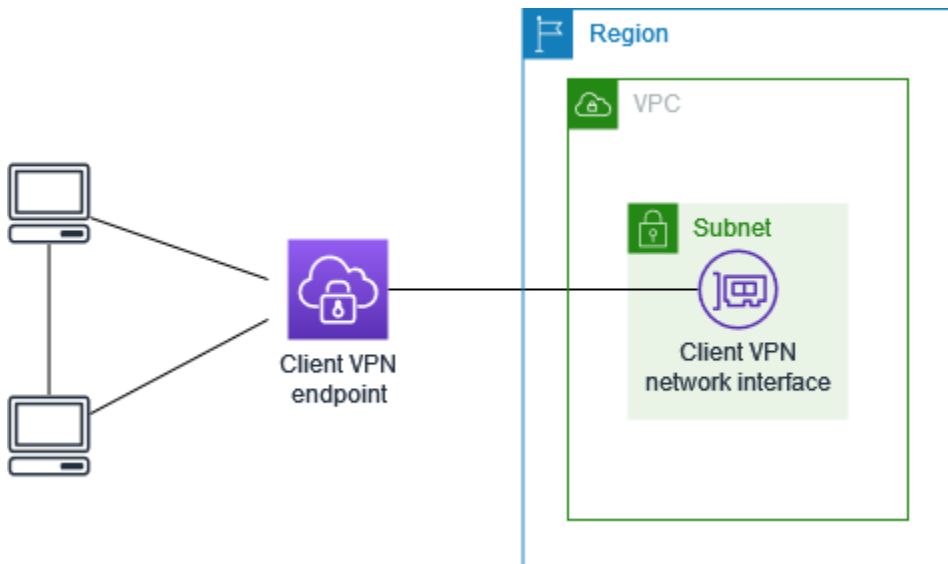 Region
VPC
Subnet
Client VPN
endpoint
Client VPN
network interface